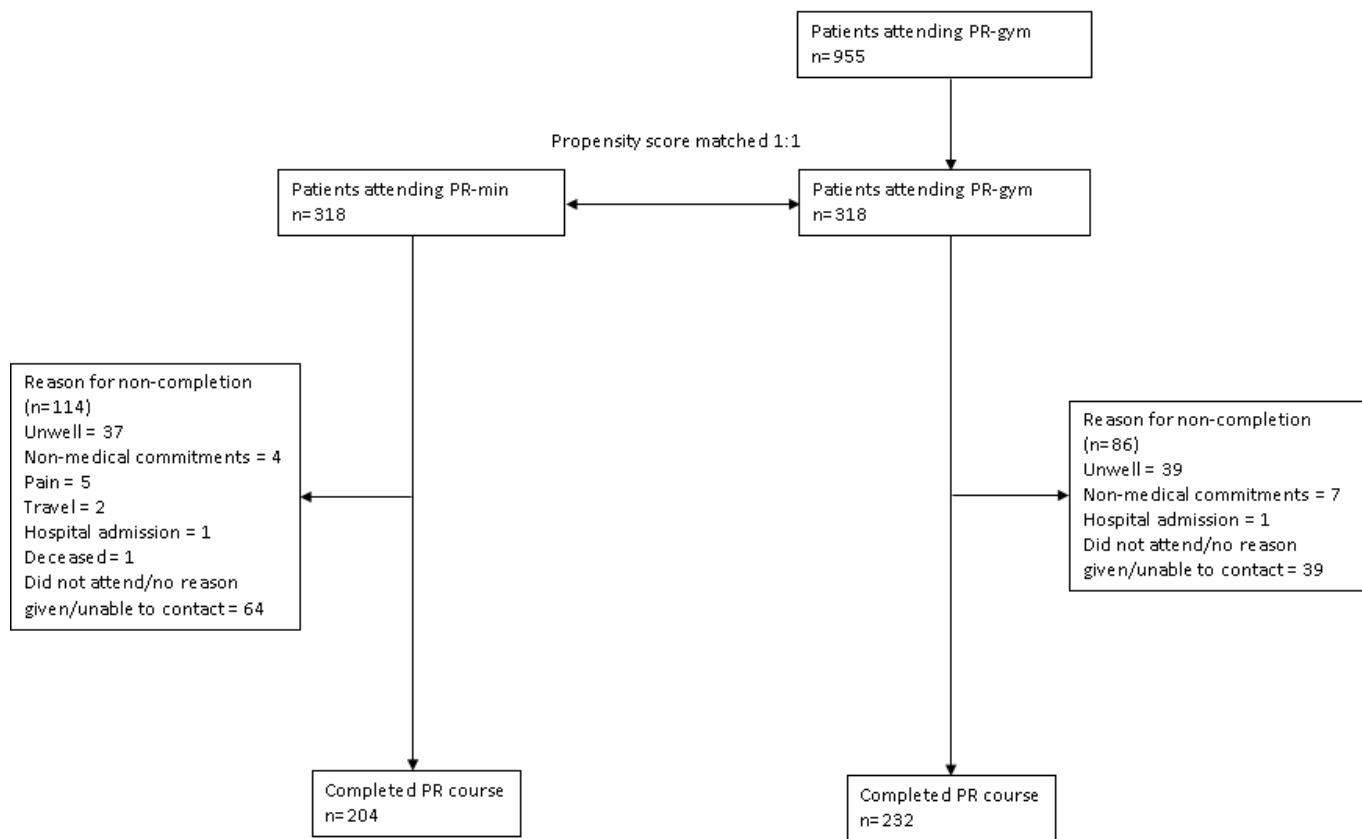 Patients attending PR-gym
n=955
Propensity score matched 1:1
Patients attending PR-min
n=318
Patients attending PR-gym
n=318
Reason for non-completion
(n=114)
Unwell = 37
Non-medical commitments = 4
Pain = 5
Travel = 2
Hospital admission = 1
Deceased = 1
Did not attend/no reason
given/unable to contact = 64
Reason for non-completion
(n=86)
Unwell = 39
Non-medical commitments = 7
Hospital admission = 1
Did not attend/no reason
given/unable to contact = 39
Completed PR course
n=204
Completed PR course
n=232